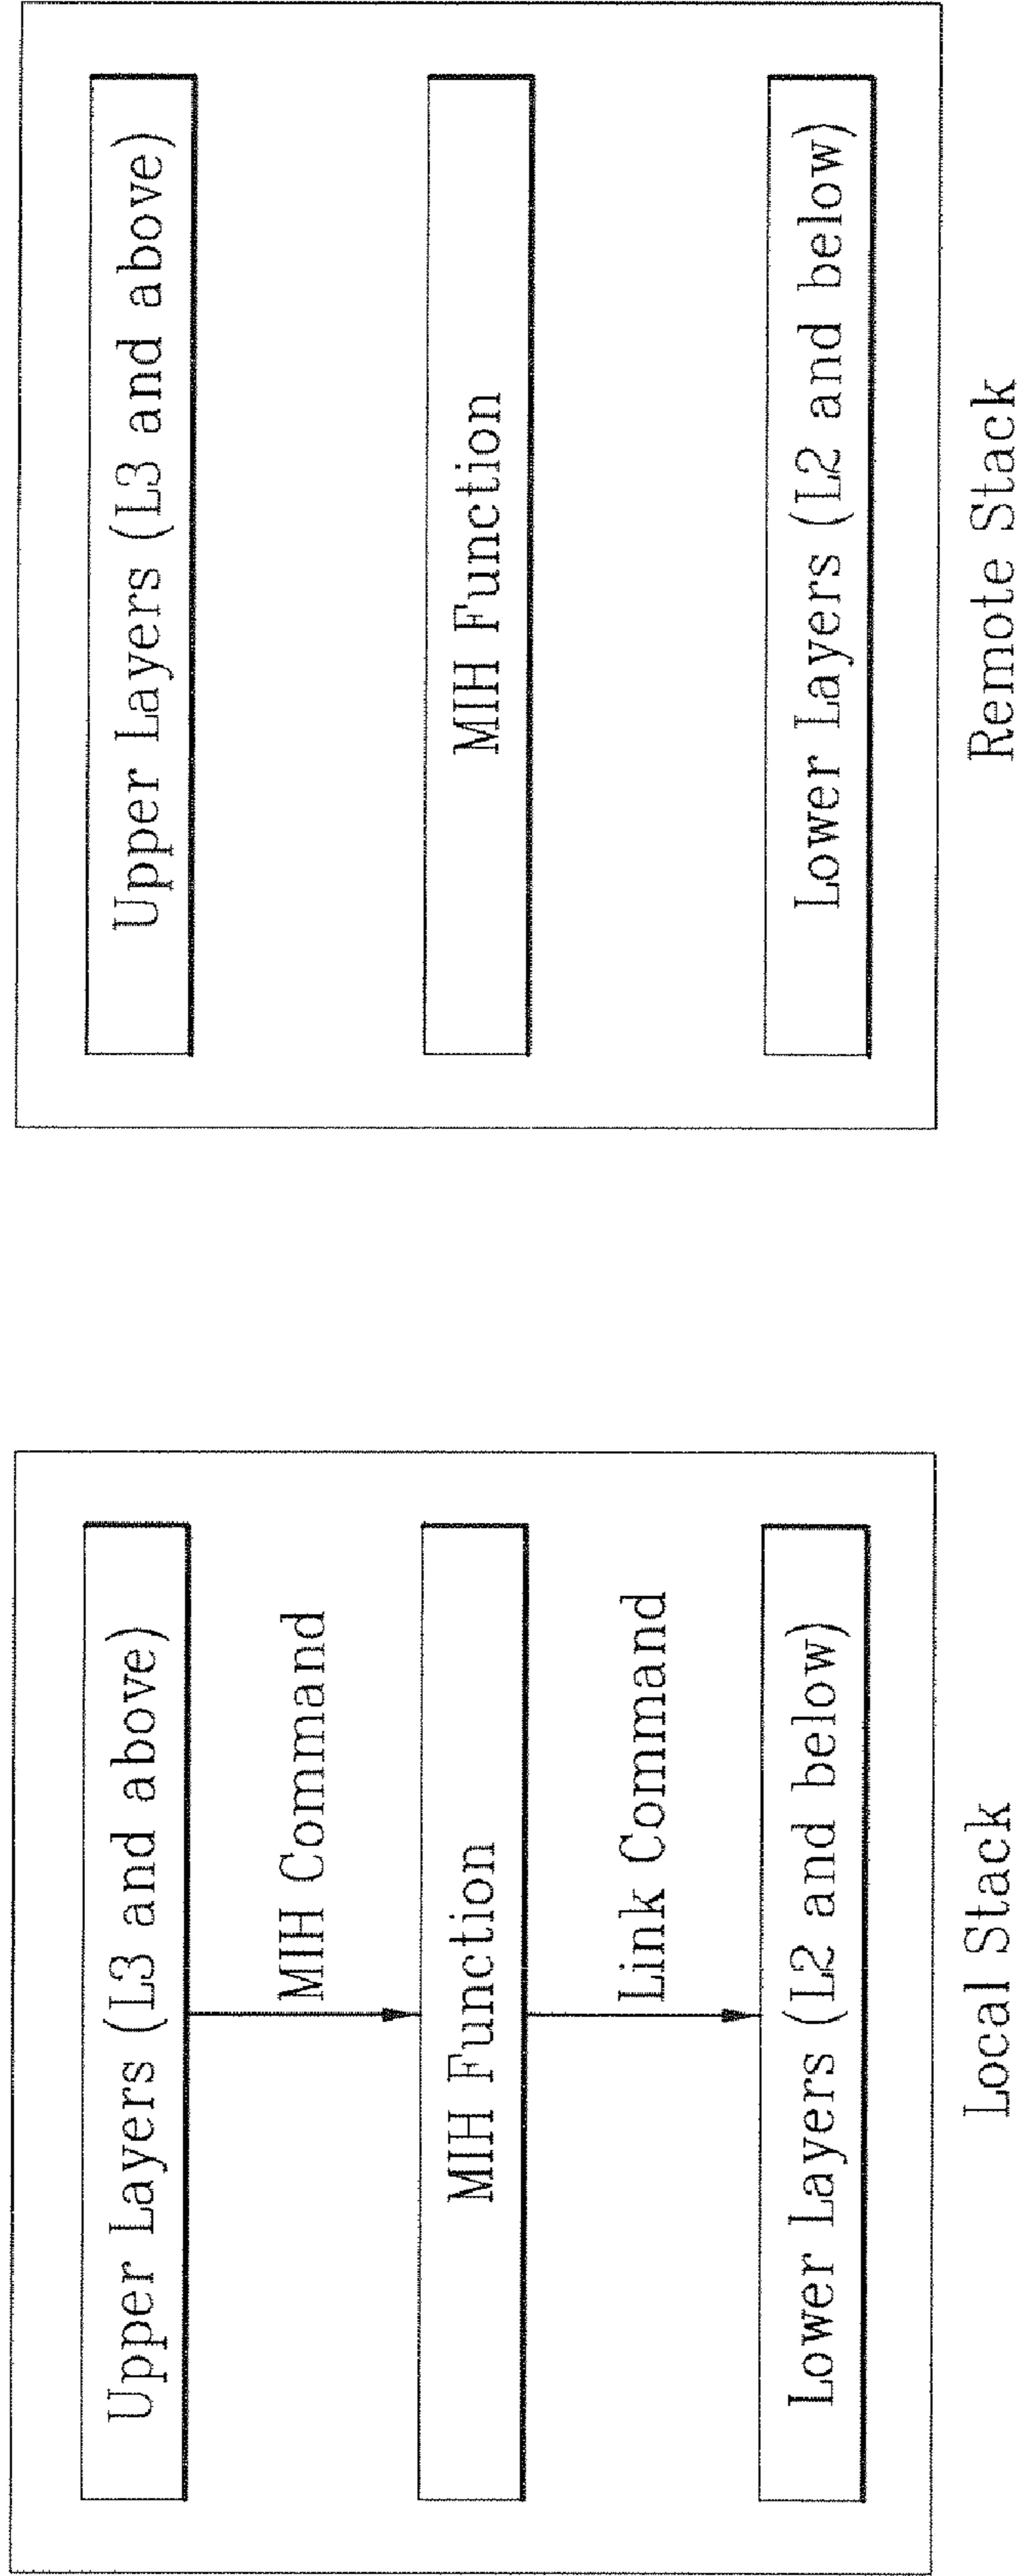 Upper Layers (L3 and above)
MIH Command
MIH Function
Link Command
Lower Layers (L2 and below)
Local Stack
Upper Layers (L3 and above)
MIH Function
Lower Layers (L2 and below)
Remote Stack